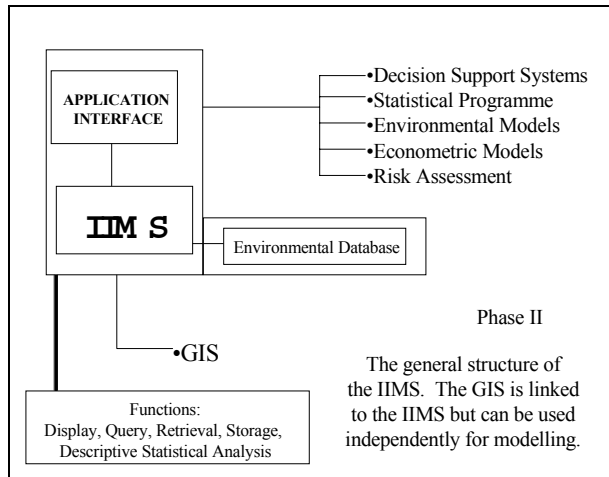 APPLICATION
INTERFACE
IIM S
Environmental Database
•Decision Support Systems
•Statistical Programme
•Environmental Models
•Econometric Models
•Risk Assessment
•GIS
Functions:
Display, Query, Retrieval, Storage,
Descriptive Statistical Analysis
Phase II
The general structure of
the IIMS. The GIS is linked
to the IIMS but can be used
independently for modelling.